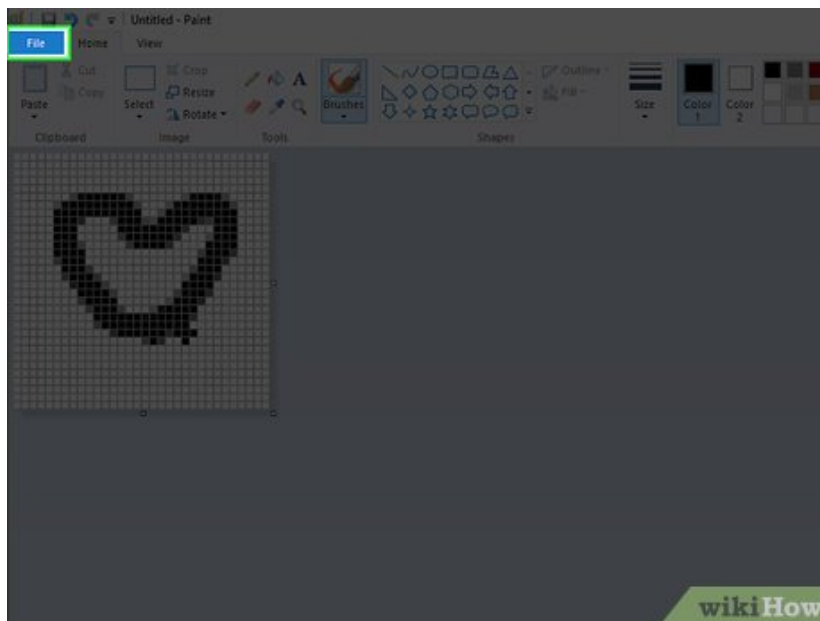 Untitled - Paint
File Home View
Cut
Copy
Paste
Clipboard
Select
Crop
Resize
Rotate
Image
A
Tools
Brushes
Outline
Fill
Shapes
Size
Color 1
Color 2
wikiHow